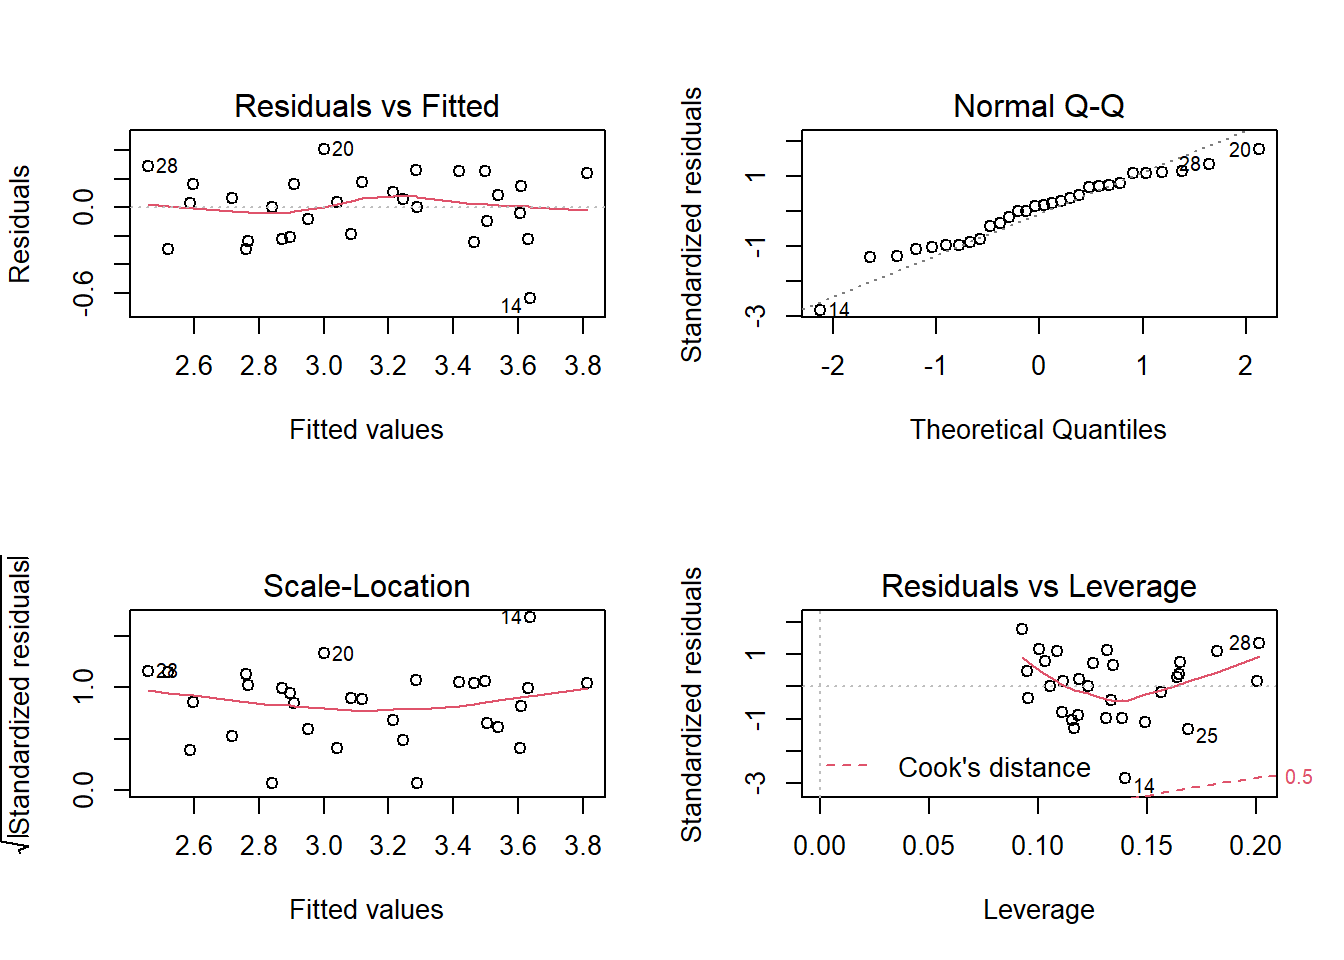 Residuals vs Fitted
Residuals
0.0
-0.6
28
20
14
2.6 2.8 3.0 3.2 3.4 3.6 3.8
Fitted values
Normal Q-Q
Standardized residuals
1
-1
-3
14
28
20
-2 -1 0 1 2
Theoretical Quantiles
Scale-Location
√|Standardized residuals|
1.0
0.0
28
20
14
2.6 2.8 3.0 3.2 3.4 3.6 3.8
Fitted values
Residuals vs Leverage
Standardized residuals
1
-1
-3
28
25
14
Cook's distance
0.5
0.00 0.05 0.10 0.15 0.20
Leverage